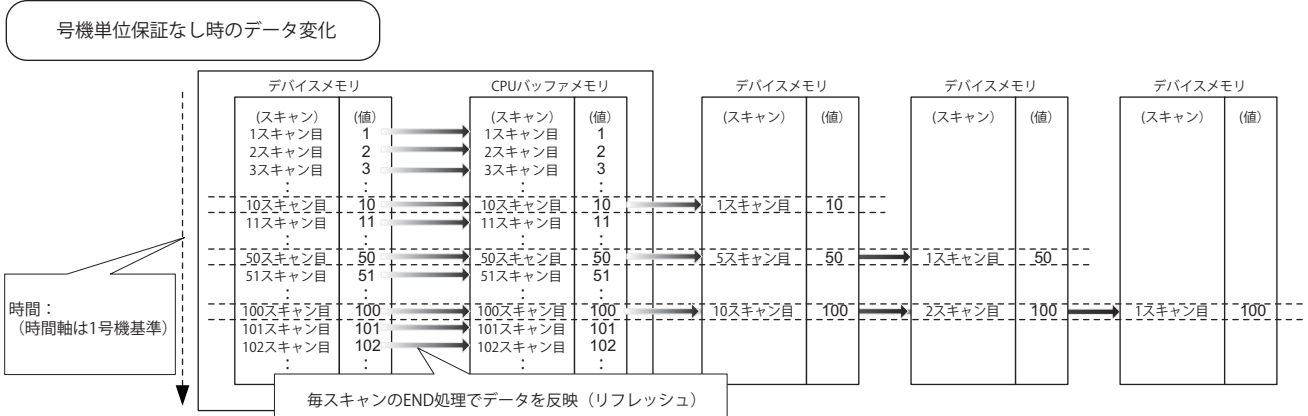 号機単位保証なし時のデータ変化
デバイスメモリ CPUバッファメモリ デバイスメモリ デバイスメモリ デバイスメモリ
(スキャン) (値) (スキャン) (値) (スキャン) (値) (スキャン) (値) (スキャン) (値)
1スキャン目 1 1スキャン目 1
2スキャン目 2 2スキャン目 2
3スキャン目 3 3スキャン目 3
: : : :
10スキャン目 10 10スキャン目 10 1スキャン目 10
11スキャン目 11 11スキャン目 11
: : : :
50スキャン目 50 50スキャン目 50 5スキャン目 50 1スキャン目 50
51スキャン目 51 51スキャン目 51
: : : :
100スキャン目 100 100スキャン目 100 10スキャン目 100 2スキャン目 100 1スキャン目 100
101スキャン目 101 101スキャン目 101
102スキャン目 102 102スキャン目 102
: : : :
時間：
（時間軸は1号機基準）
毎スキャンのEND処理でデータを反映（リフレッシュ）